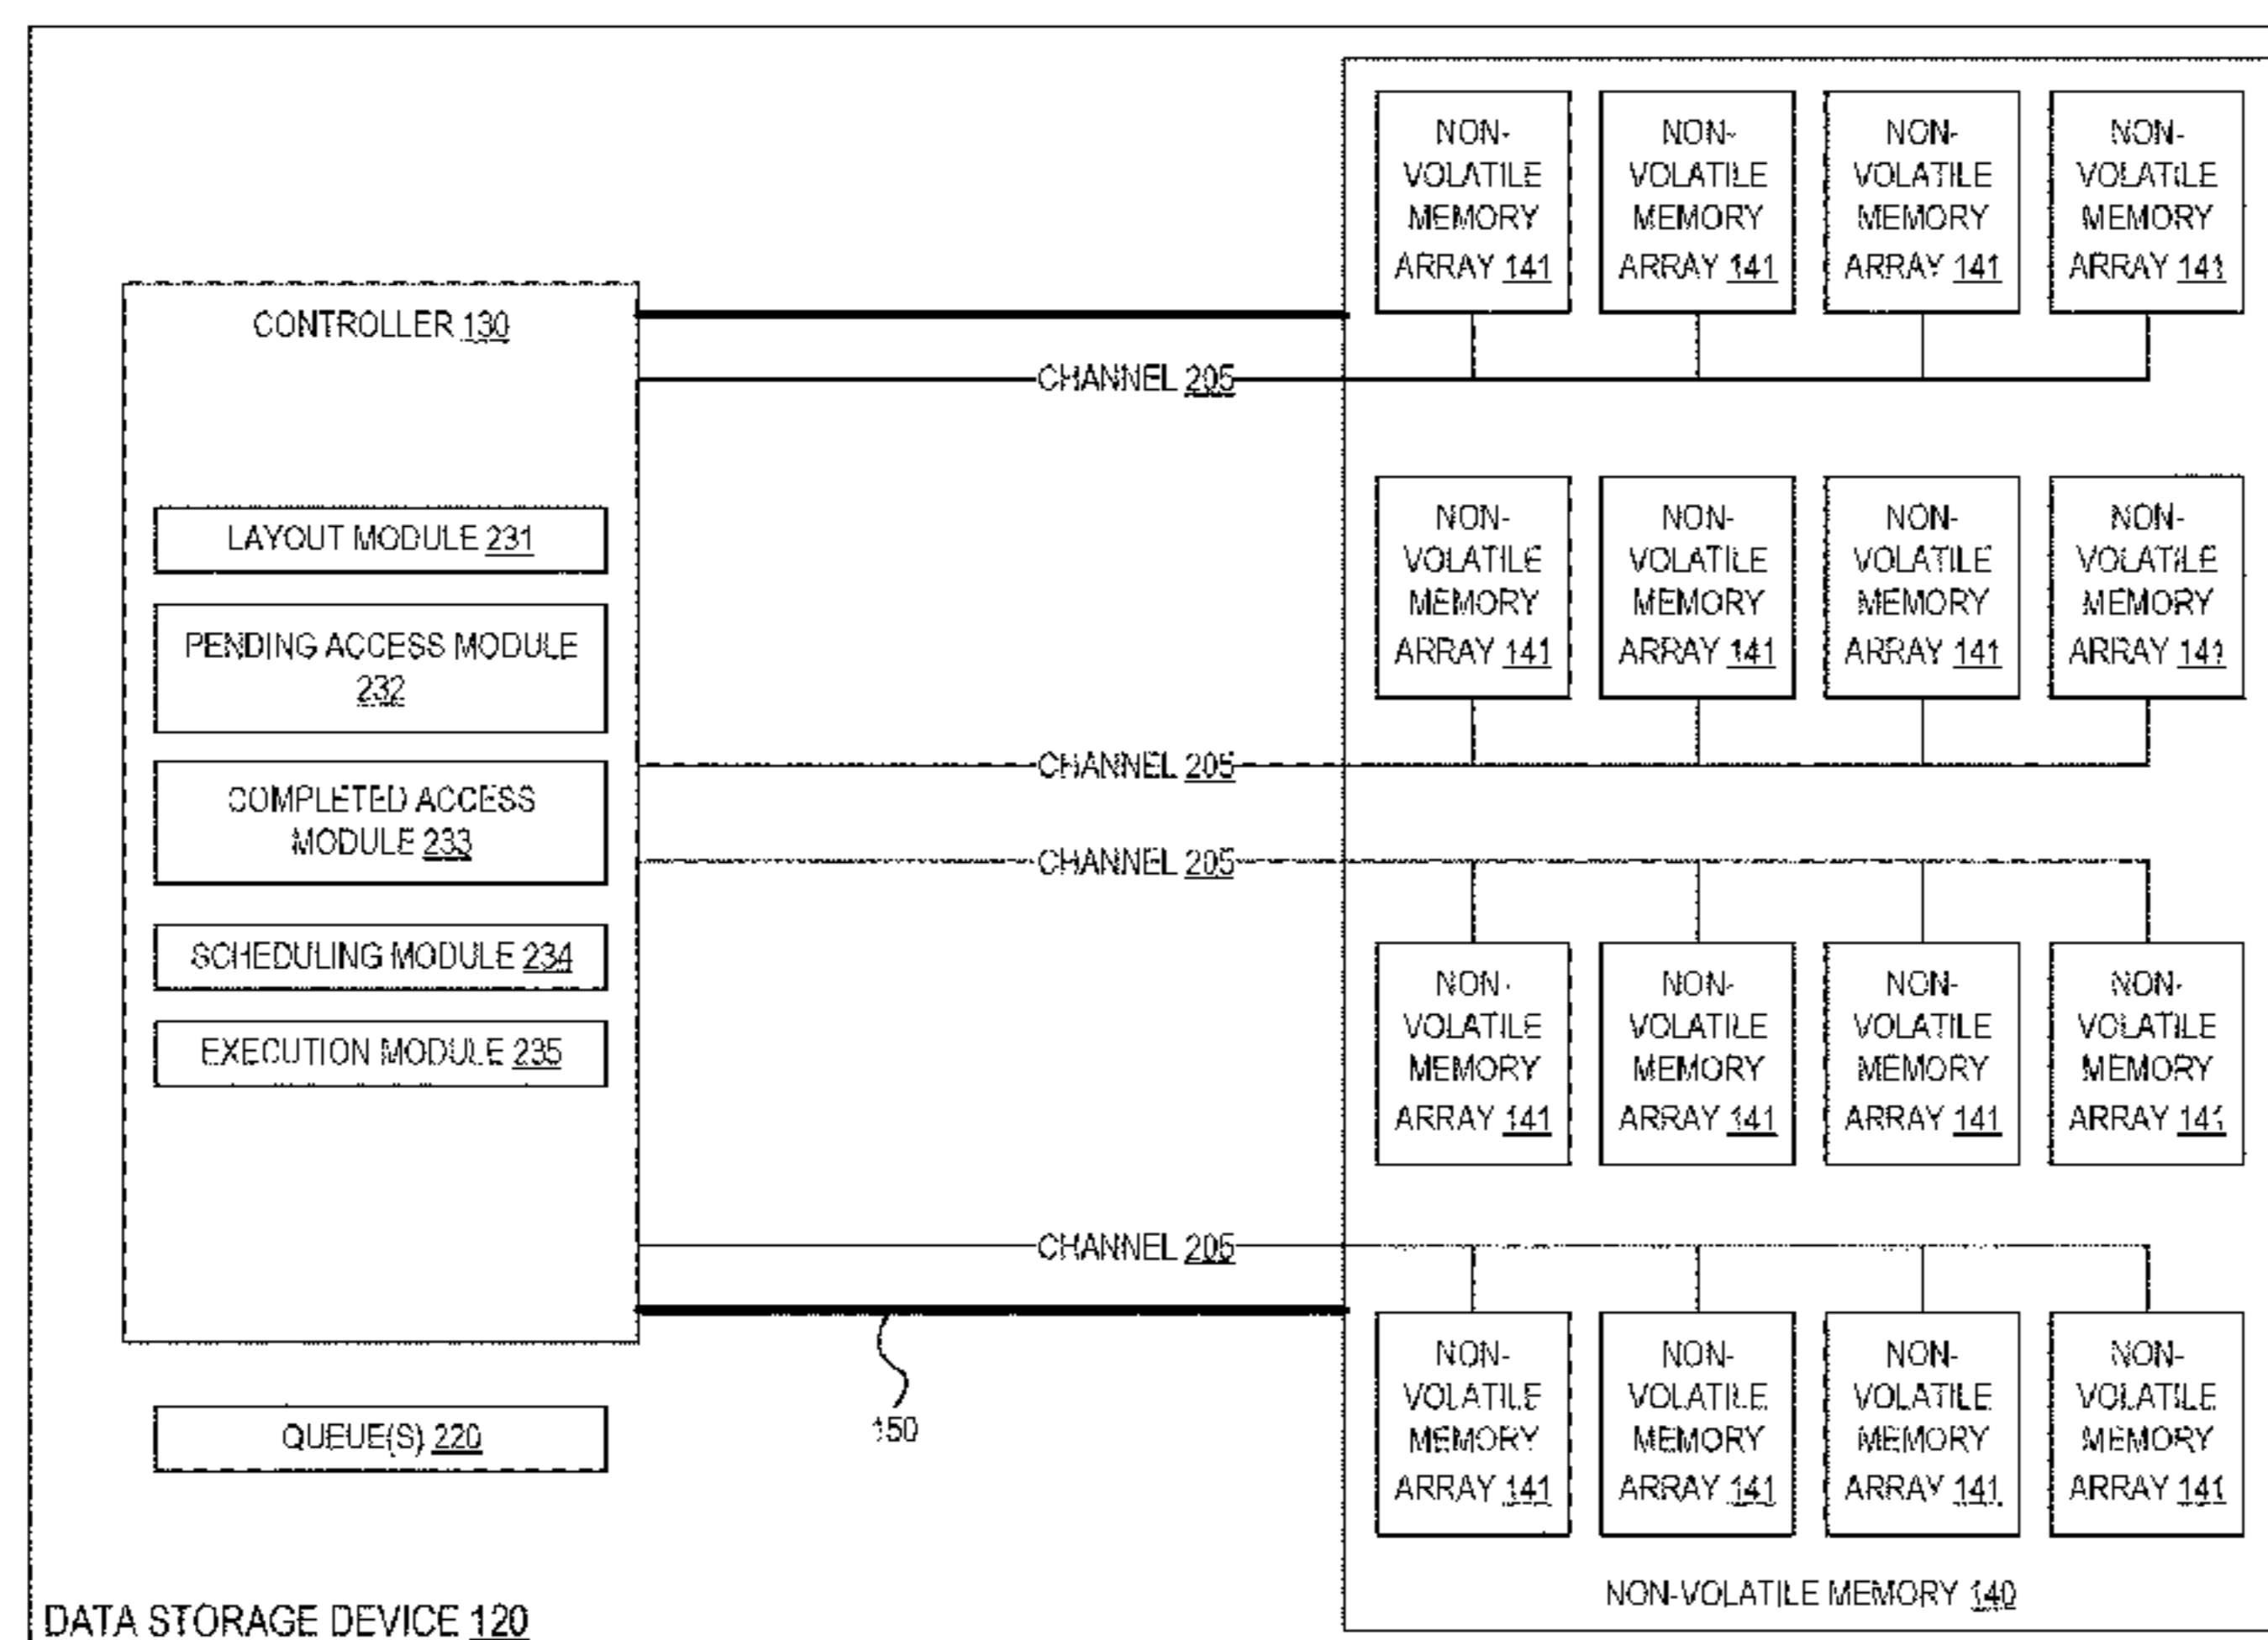 NON- NON- NON- NON-
VOLATILE VOLATILE VOLATILE VOLATILE
MEMORY MEMORY MEMORY MEMORY
ARRAY 141 ARRAY 141 ARRAY 141 ARRAY 141
CONTROLLER 130
CHANNEL 205
LAYOUT MODULE 231
PENDING ACCESS MODULE
232
COMPLETED ACCESS
MODULE 233
SCHEDULING MODULE 234
EXECUTION MODULE 235
NON- NON- NON- NON-
VOLATILE VOLATILE VOLATILE VOLATILE
MEMORY MEMORY MEMORY MEMORY
ARRAY 141 ARRAY 141 ARRAY 141 ARRAY 141
CHANNEL 205
CHANNEL 205
NON- NON- NON- NON-
VOLATILE VOLATILE VOLATILE VOLATILE
MEMORY MEMORY MEMORY MEMORY
ARRAY 141 ARRAY 141 ARRAY 141 ARRAY 141
CHANNEL 205
150
NON- NON- NON- NON-
VOLATILE VOLATILE VOLATILE VOLATILE
MEMORY MEMORY MEMORY MEMORY
ARRAY 141 ARRAY 141 ARRAY 141 ARRAY 141
QUEUE(S) 220
NON-VOLATILE MEMORY 140
DATA STORAGE DEVICE 120